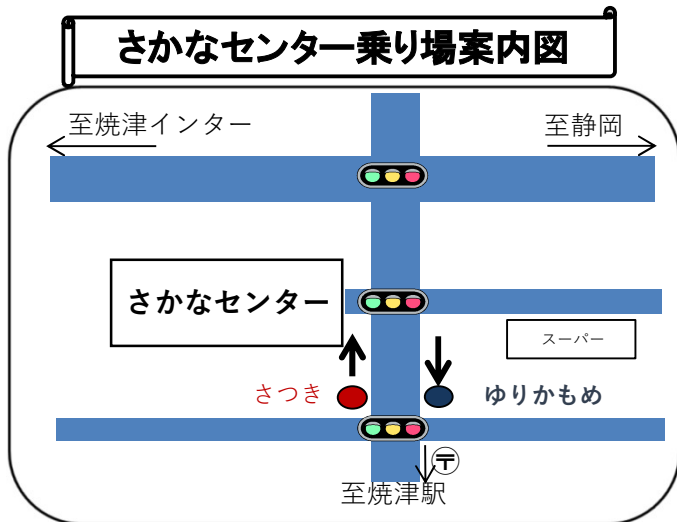 さかなセンター乗り場案内図
至焼津インター
至静岡
さかなセンター
スーパー
さつき
ゆりかもめ
〒
至焼津駅